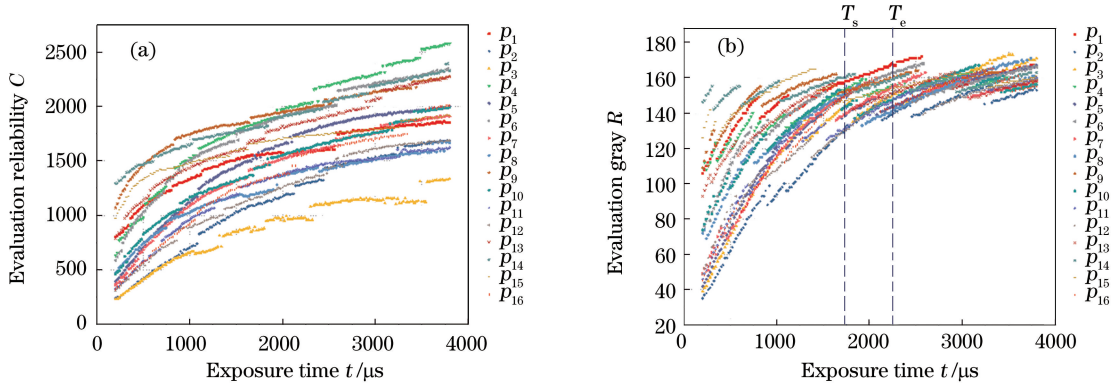 (a)
Evaluation reliability C
2500
2000
1500
1000
500
0
0 1000 2000 3000 4000
Exposure time t /μs
p1
p2
p3
p4
p5
p6
p7
p8
p9
p10
p11
p12
p13
p14
p15
p16
Ts Te
(b)
Evaluation gray R
180
160
140
120
100
80
60
40
20
0 1000 2000 3000 4000
Exposure time t /μs
p1
p2
p3
p4
p5
p6
p7
p8
p9
p10
p11
p12
p13
p14
p15
p16